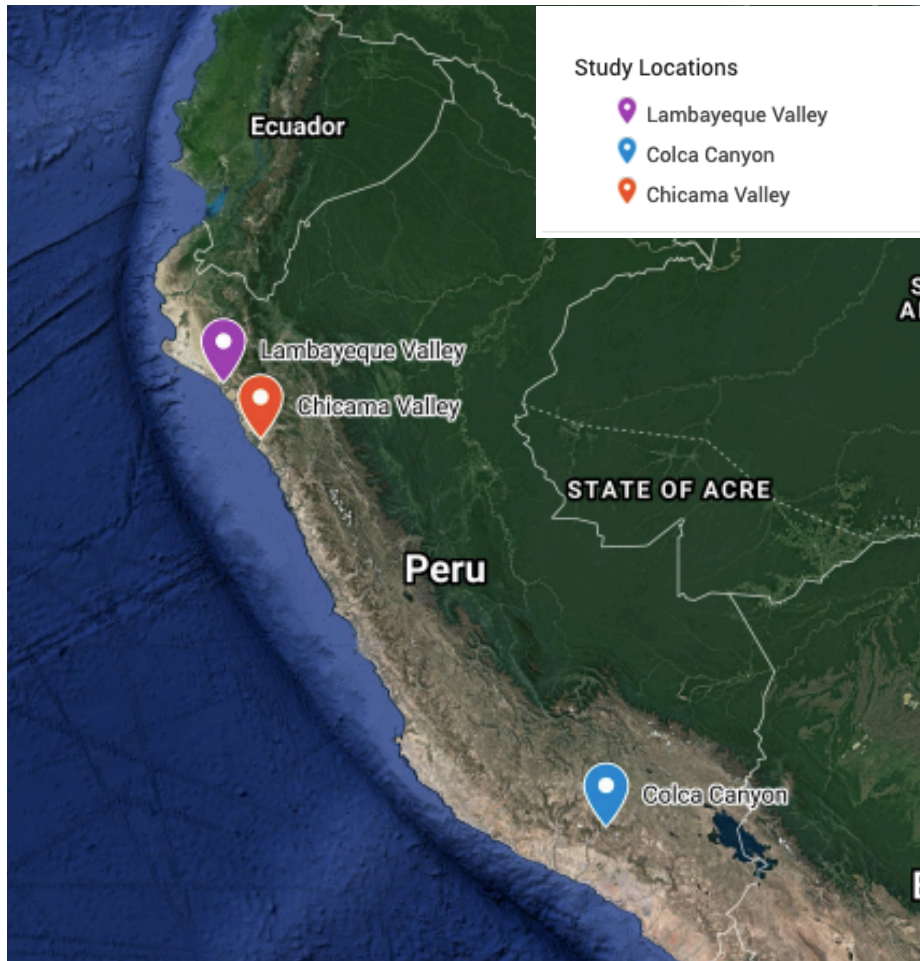 Study Locations
Lambayeque Valley
Colca Canyon
Chicama Valley
Ecuador
Lambayeque Valley
Chicama Valley
STATE OF ACRE
Peru
Colca Canyon